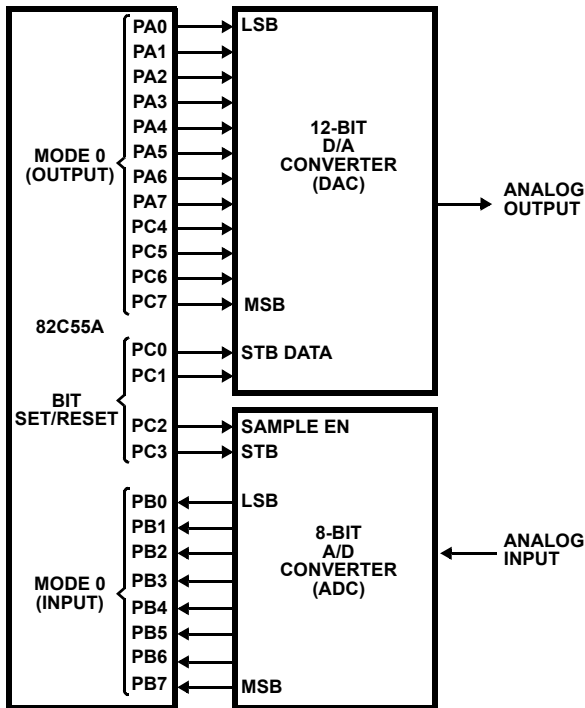 PA0
PA1
PA2
PA3
PA4
PA5
PA6
PA7
PC4
PC5
PC6
PC7
MODE 0
(OUTPUT)
LSB
12-BIT
D/A
CONVERTER
(DAC)
MSB
ANALOG
OUTPUT
82C55A
PC0
PC1
STB DATA
BIT
SET/RESET
PC2
PC3
SAMPLE EN
STB
PB0
PB1
PB2
PB3
PB4
PB5
PB6
PB7
MODE 0
(INPUT)
LSB
8-BIT
A/D
CONVERTER
(ADC)
MSB
ANALOG
INPUT